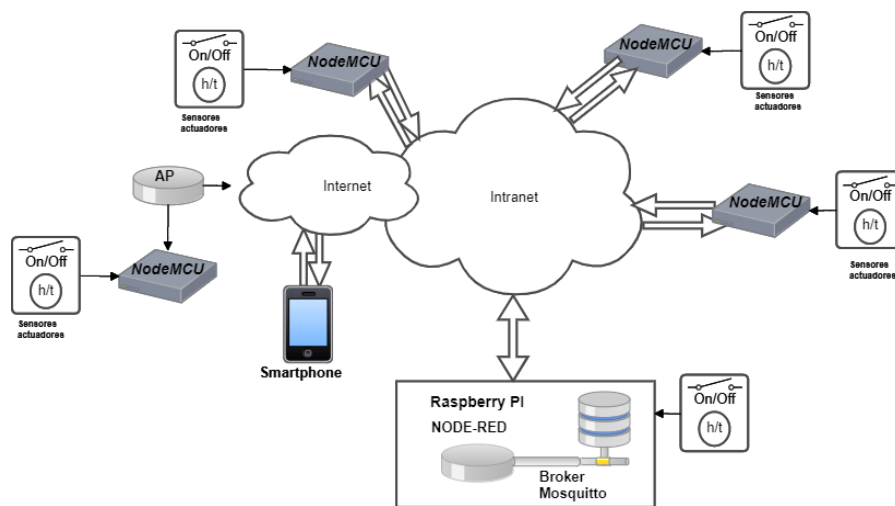 On/Off
h/t
Sensores
actuadores
NodeMCU
NodeMCU
On/Off
h/t
Sensores
actuadores
AP
Internet
Intranet
NodeMCU
On/Off
h/t
Sensores
actuadores
On/Off
h/t
Sensores
actuadores
NodeMCU
Smartphone
Raspberry PI
NODE-RED
Broker
Mosquitto
On/Off
h/t